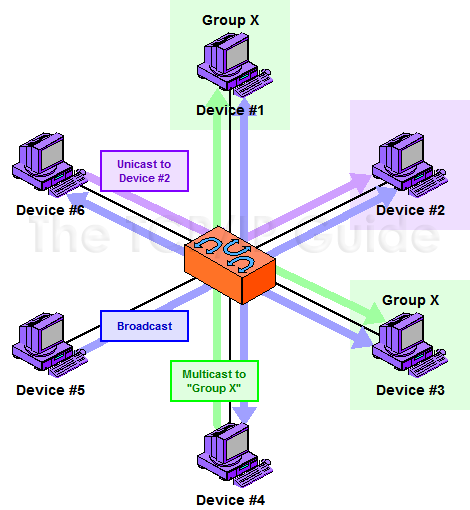 Group X
Device #1
Unicast to
Device #2
Device #6
Device #2
The TCP/IP Guide
Group X
Broadcast
Device #5
Device #3
Multicast to
"Group X"
Device #4